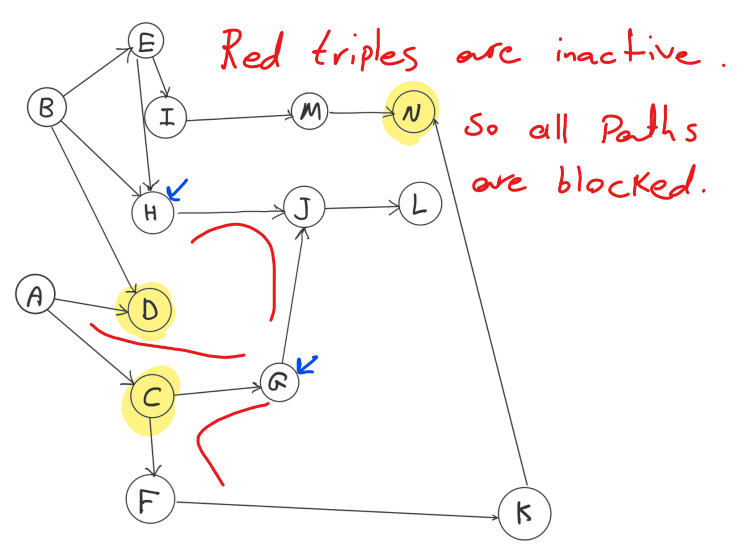 Red triples are inactive.
So all Paths
are blocked.
E
B
I
M
N
H
J
L
A
D
C
G
F
K